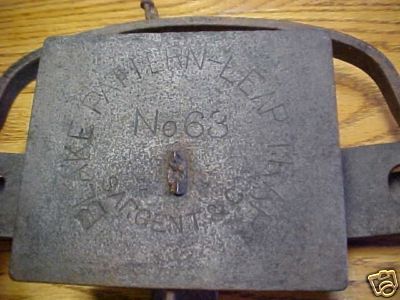 BLAKE PATTERN-LEAP TRAP
No 63
SARGENT & CO.